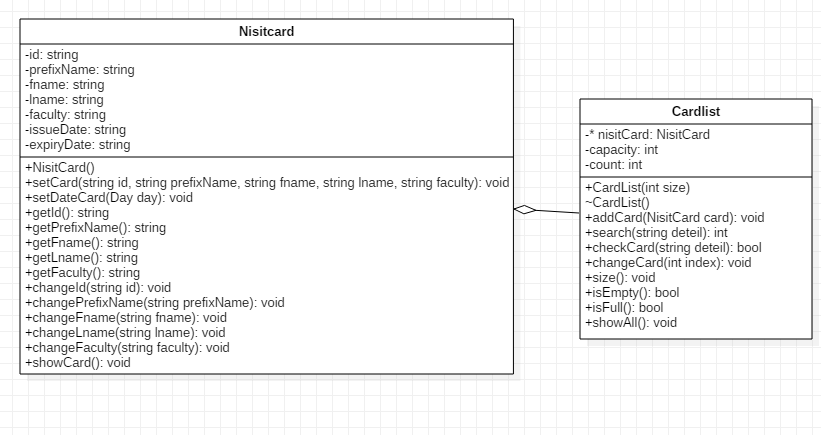 Nisitcard
-id: string
-prefixName: string
-fname: string
-lname: string
-faculty: string
-issueDate: string
-expiryDate: string
+NisitCard()
+setCard(string id, string prefixName, string fname, string lname, string faculty): void
+setDateCard(Day day): void
+getId(): string
+getPrefixName(): string
+getFname(): string
+getLname(): string
+getFaculty(): string
+changeId(string id): void
+changePrefixName(string prefixName): void
+changeFname(string fname): void
+changeLname(string lname): void
+changeFaculty(string faculty): void
+showCard(): void
Cardlist
-* nisitCard: NisitCard
-capacity: int
-count: int
+CardList(int size)
~CardList()
+addCard(NisitCard card): void
+search(string deteil): int
+checkCard(string deteil): bool
+changeCard(int index): void
+size(): void
+isEmpty(): bool
+isFull(): bool
+showAll(): void